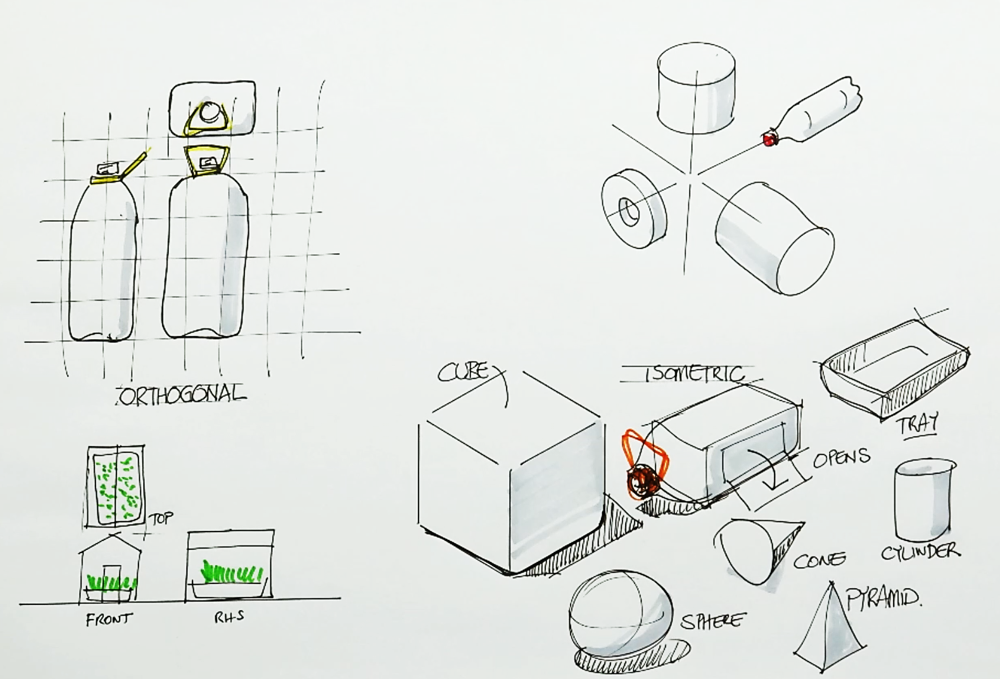 ORTHOGONAL
TOP
FRONT
RHS
CUBE
ISOMETRIC
TRAY
OPENS
CYLINDER
CONE
SPHERE
PYRAMID.